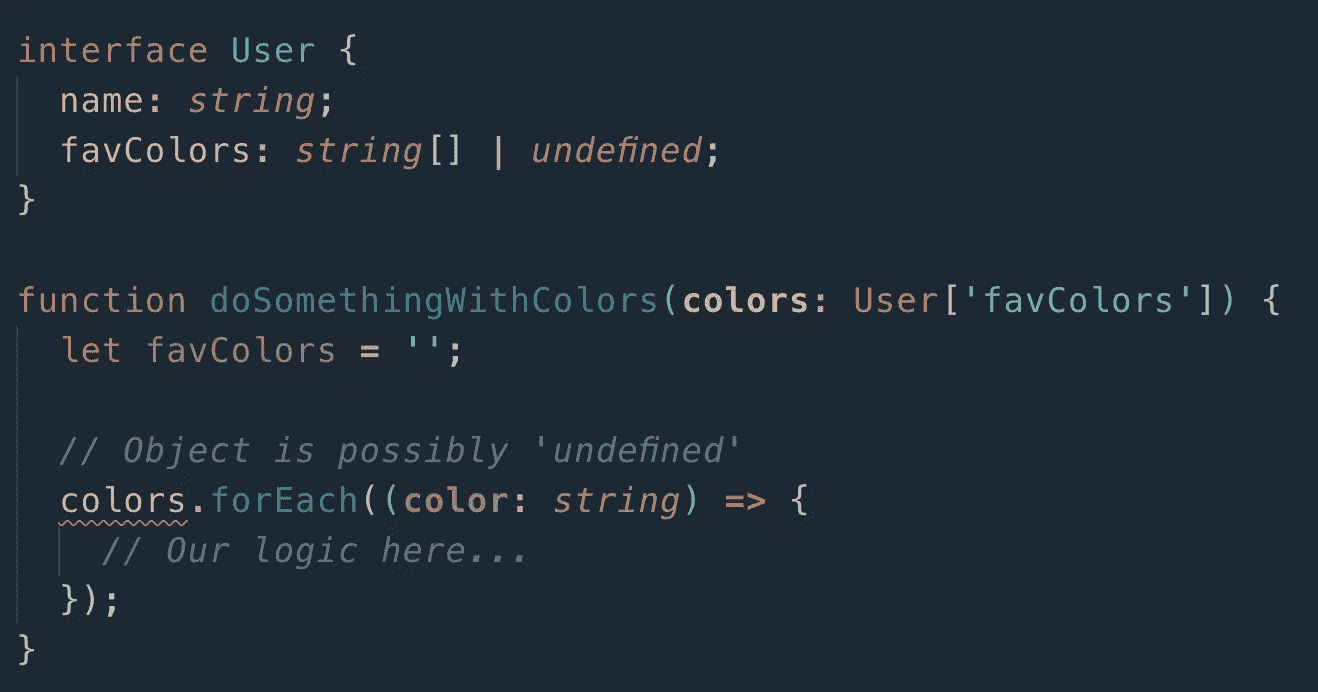 interface User {
  name: string;
  favColors: string[] | undefined;
}

function doSomethingWithColors(colors: User['favColors']) {
  let favColors = '';

  // Object is possibly 'undefined'
  colors.forEach((color: string) => {
    // Our logic here...
  });
}